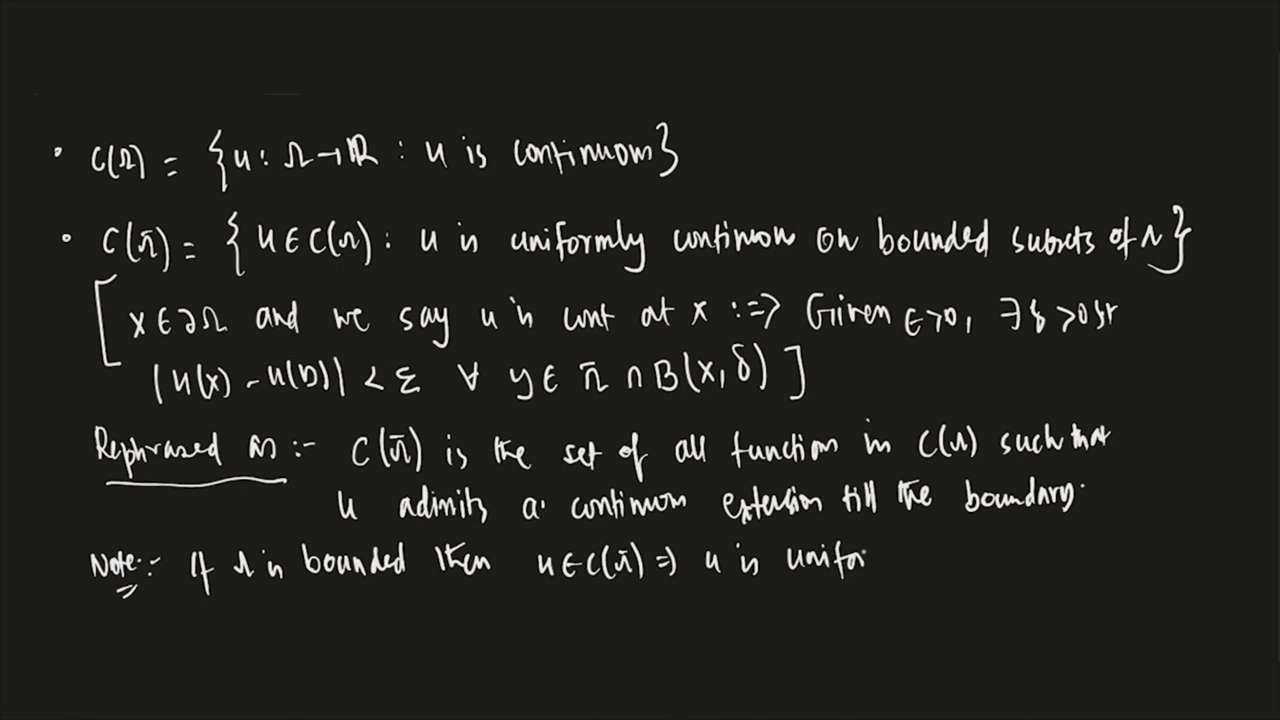 • C(Ω) = {u : Ω → ℝ : u is continuous}
• C(Ω̄) = {u ∈ C(Ω) : u is uniformly continuous on bounded subsets of Ω}
[x ∈ ∂Ω and we say u is cont at x :=> Given ∈>0, ∃ δ >0 st
|u(x) - u(y)| < ε ∀ y ∈ Ω̄ ∩ B(x, δ)]
Rephrased as :- C(Ω̄) is the set of all function in C(Ω) such that
u admits a continuous extension till the boundary.
Note:- If Ω is bounded then u ∈ C(Ω̄) => u is unifor